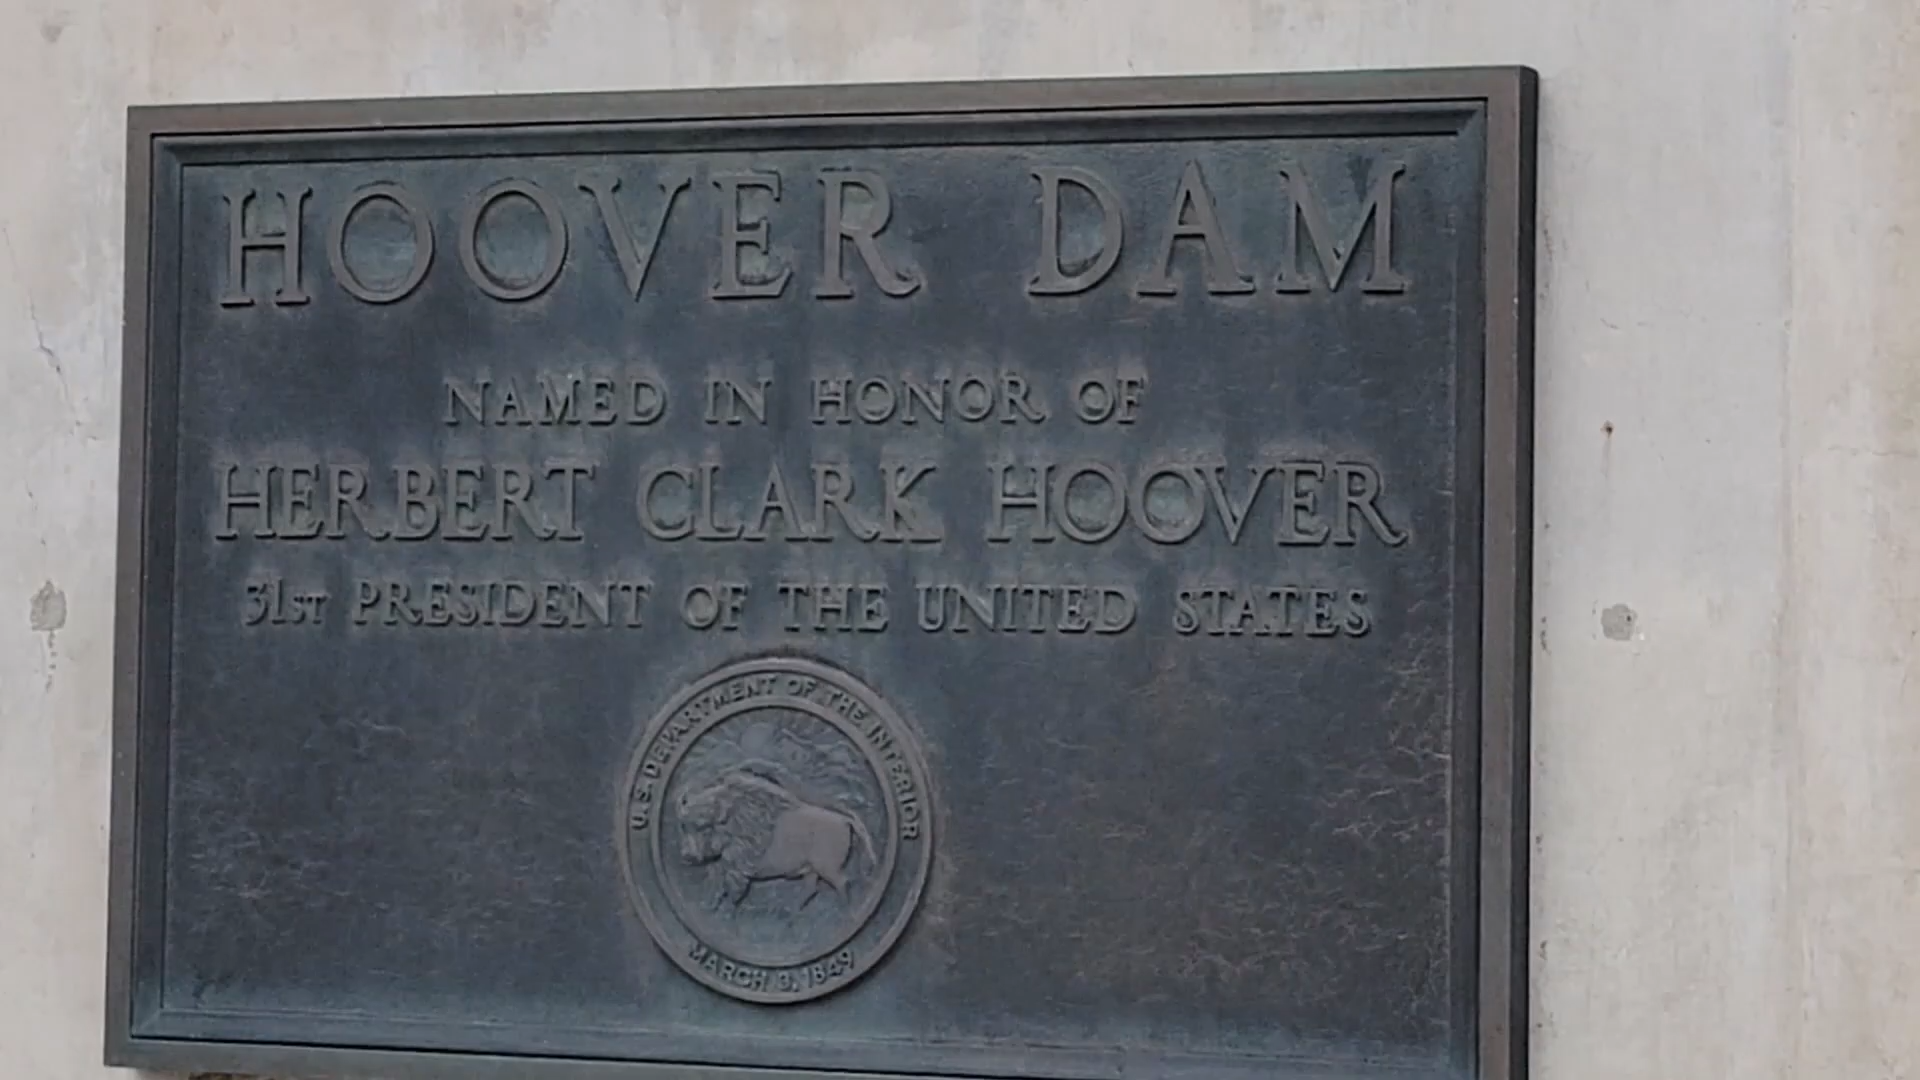 HOOVER DAM
NAMED IN HONOR OF
HERBERT CLARK HOOVER
31ST PRESIDENT OF THE UNITED STATES
U.S. DEPARTMENT OF THE INTERIOR
MARCH 3, 1849